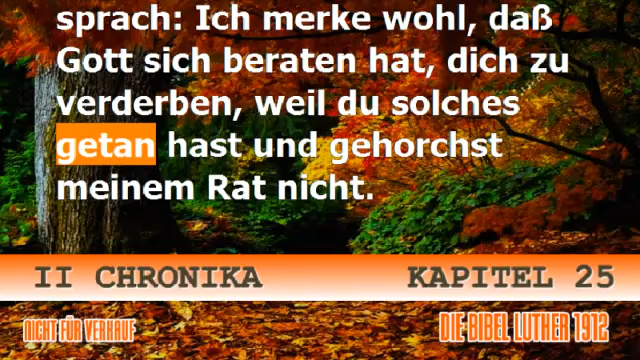 sprach: Ich merke wohl, daß
Gott sich beraten hat, dich zu
verderben, weil du solches
getan hast und gehorchst
meinem Rat nicht.
II CHRONIKA KAPITEL 25
NICHT FÜR VERKAUF DIE BIBEL LUTHER 1912